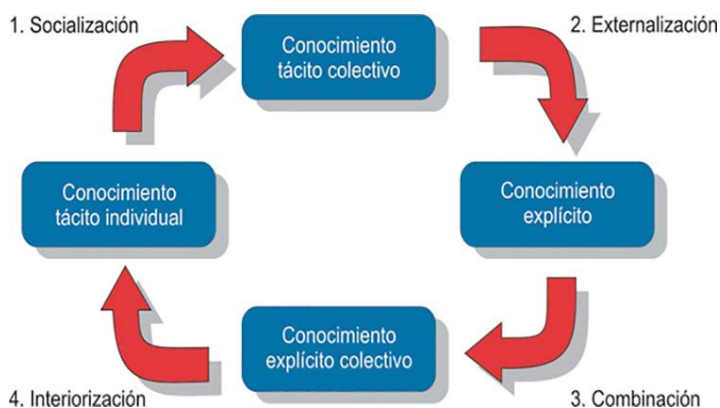 1. Socialización
Conocimiento
tácito colectivo
2. Externalización
Conocimiento
tácito individual
Conocimiento
explícito
Conocimiento
explícito colectivo
4. Interiorización
3. Combinación